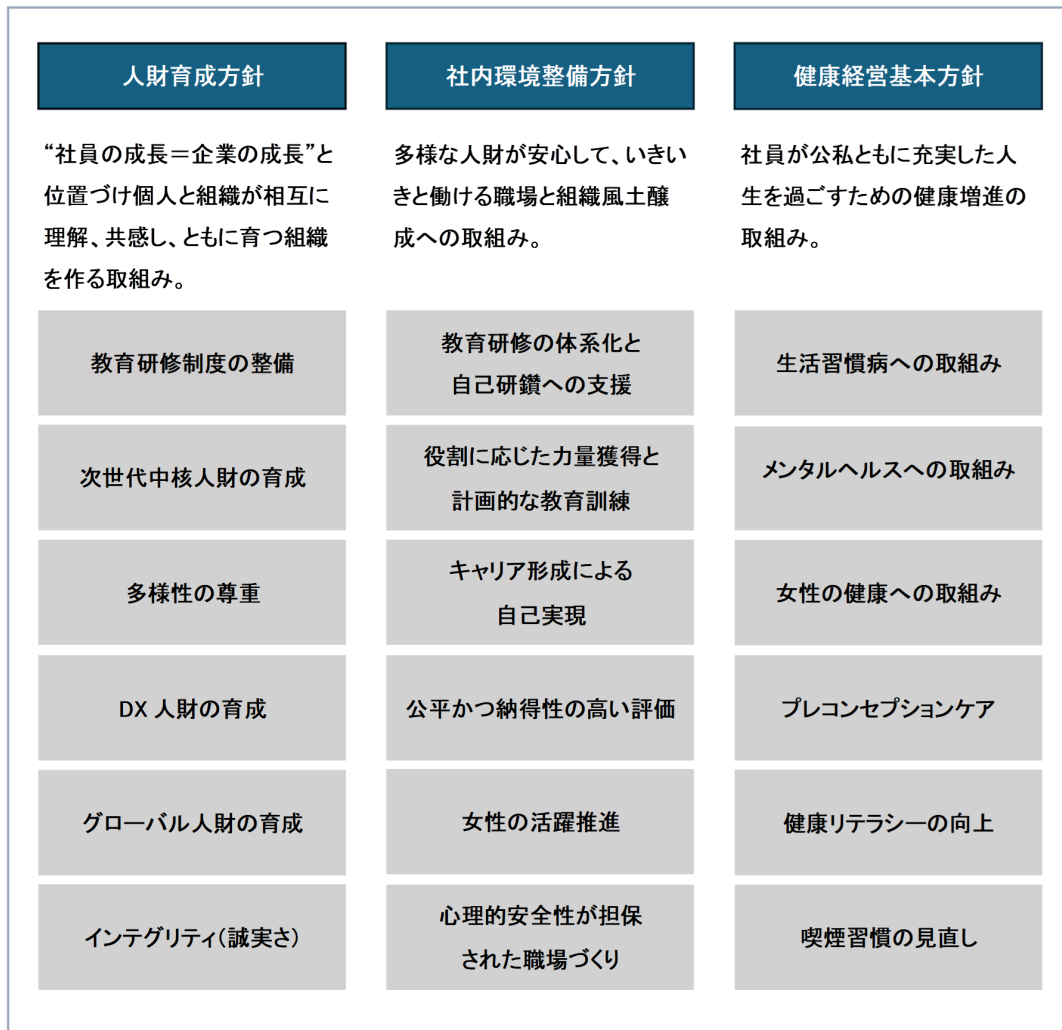 人財育成方針
“社員の成長＝企業の成長”と
位置づけ個人と組織が相互に
理解、共感し、ともに育つ組織
を作る取組み。
教育研修制度の整備
次世代中核人財の育成
多様性の尊重
DX 人財の育成
グローバル人財の育成
インテグリティ(誠実さ)
社内環境整備方針
多様な人財が安心して、いきい
きと働ける職場と組織風土醸
成への取組み。
教育研修の体系化と
自己研鑽への支援
役割に応じた力量獲得と
計画的な教育訓練
キャリア形成による
自己実現
公平かつ納得性の高い評価
女性の活躍推進
心理的安全性が担保
された職場づくり
健康経営基本方針
社員が公私ともに充実した人
生を過ごすための健康増進の
取組み。
生活習慣病への取組み
メンタルヘルスへの取組み
女性の健康への取組み
プレコンセプションケア
健康リテラシーの向上
喫煙習慣の見直し